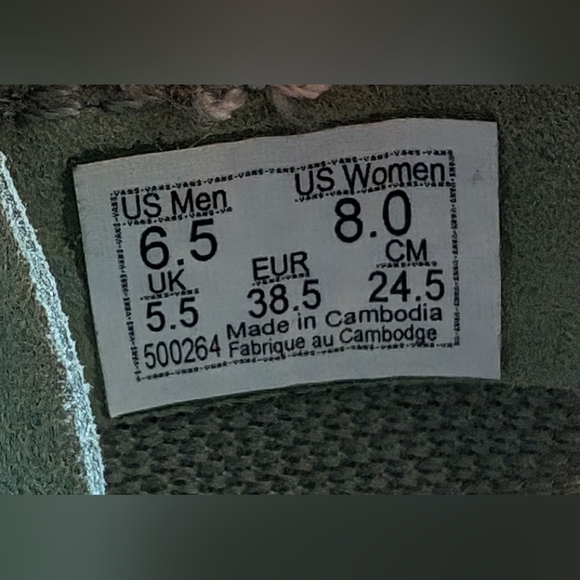 US Men US Women
6.5 8.0
UK EUR CM
5.5 38.5 24.5
Made in Cambodia
500264 Fabrique au Cambodge